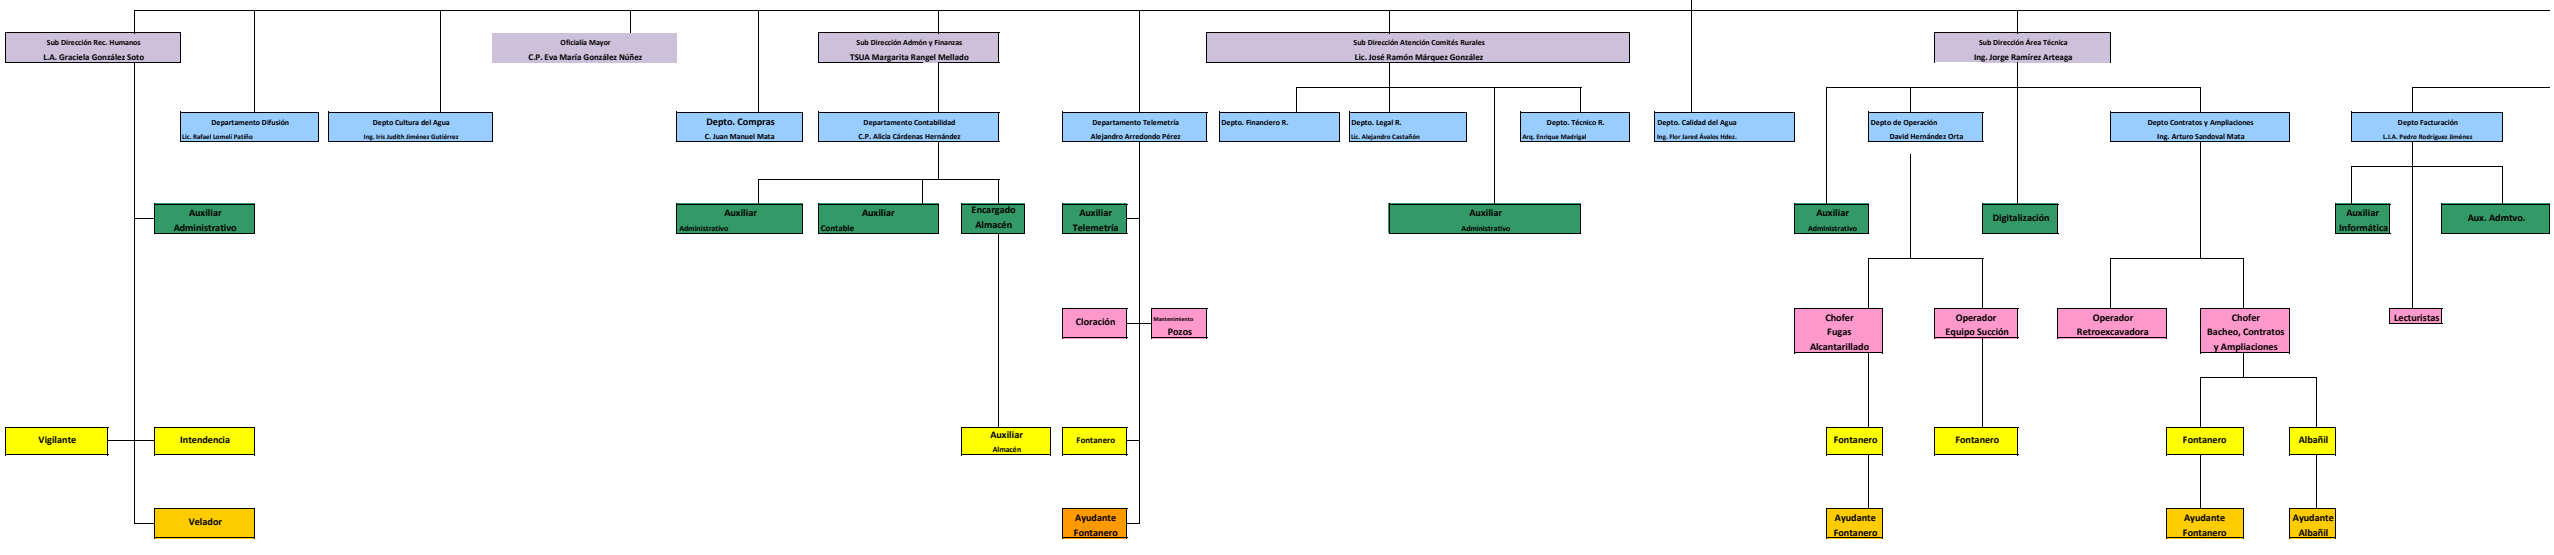 Sub Dirección Rec. Humanos
L.A. Graciela González Soto
Oficialía Mayor
C.P. Eva María González Núñez
Sub Dirección Admón y Finanzas
TSUA Margarita Rangel Mellado
Sub Dirección Atención Comités Rurales
Lic. José Ramón Márquez González
Sub Dirección Área Técnica
Ing. Jorge Ramírez Arteaga
Departamento Difusión
Lic. Rafael Lomelí Patiño
Depto Cultura del Agua
Ing. Iris Judith Jiménez Gutiérrez
Depto. Compras
C. Juan Manuel Mata
Departamento Contabilidad
C.P. Alicia Cárdenas Hernández
Departamento Telemetría
Alejandro Arredondo Pérez
Depto. Financiero R.
Depto. Legal R.
Lic. Alejandro Castañón
Depto. Técnico R.
Arq. Enrique Madrigal
Depto. Calidad del Agua
Ing. Flor Jared Ávalos Hdez.
Depto de Operación
David Hernández Orta
Depto Contratos y Ampliaciones
Ing. Arturo Sandoval Mata
Depto Facturación
L.I.A. Pedro Rodríguez Jiménez
Auxiliar
Administrativo
Auxiliar
Administrativo
Auxiliar
Contable
Encargado
Almacén
Auxiliar
Telemetría
Auxiliar
Administrativo
Auxiliar
Administrativo
Digitalización
Auxiliar
Informática
Aux. Admtvo.
Cloración
Mantenimiento
Pozos
Chofer
Fugas
Alcantarillado
Operador
Equipo Succión
Operador
Retroexcavadora
Chofer
Bacheo, Contratos
y Ampliaciones
Lecturistas
Vigilante
Intendencia
Auxiliar
Almacén
Fontanero
Fontanero
Fontanero
Fontanero
Albañil
Velador
Ayudante
Fontanero
Ayudante
Fontanero
Ayudante
Fontanero
Ayudante
Albañil